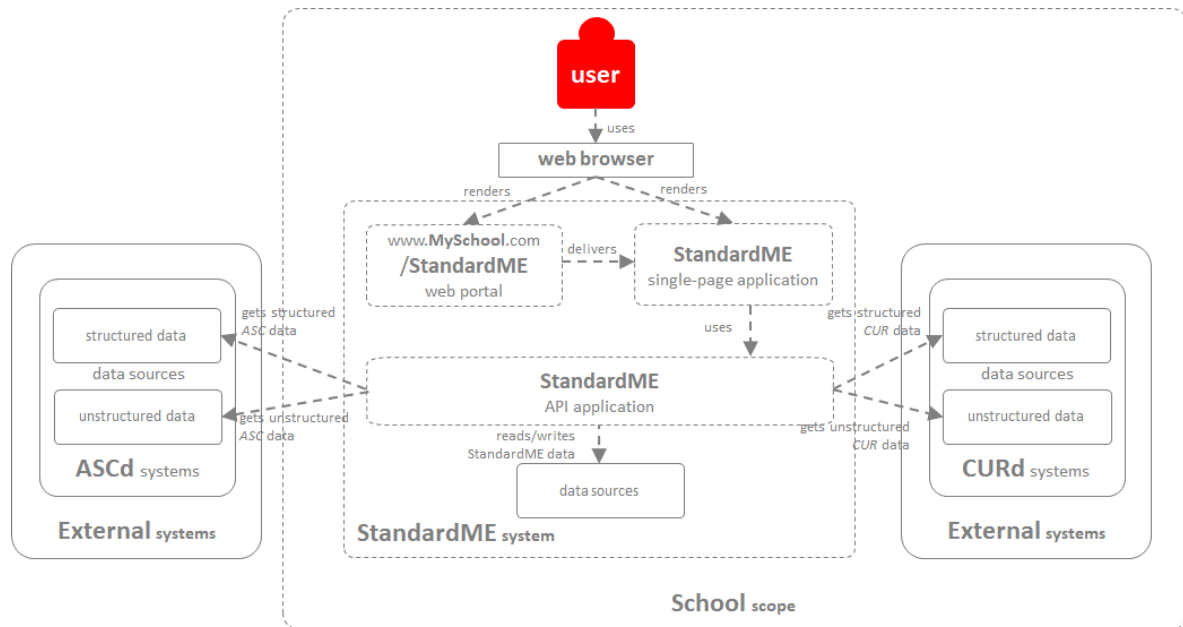 user
uses
web browser
renders
renders
www.MySchool.com
/StandardME
web portal
delivers
StandardME
single-page application
uses
gets structured
ASC data
structured data
data sources
unstructured data
gets unstructured
ASC data
ASCd systems
External systems
StandardME
API application
reads/writes
StandardME data
data sources
StandardME system
gets structured
CUR data
structured data
data sources
unstructured data
gets unstructured
CUR data
CURd systems
External systems
School scope